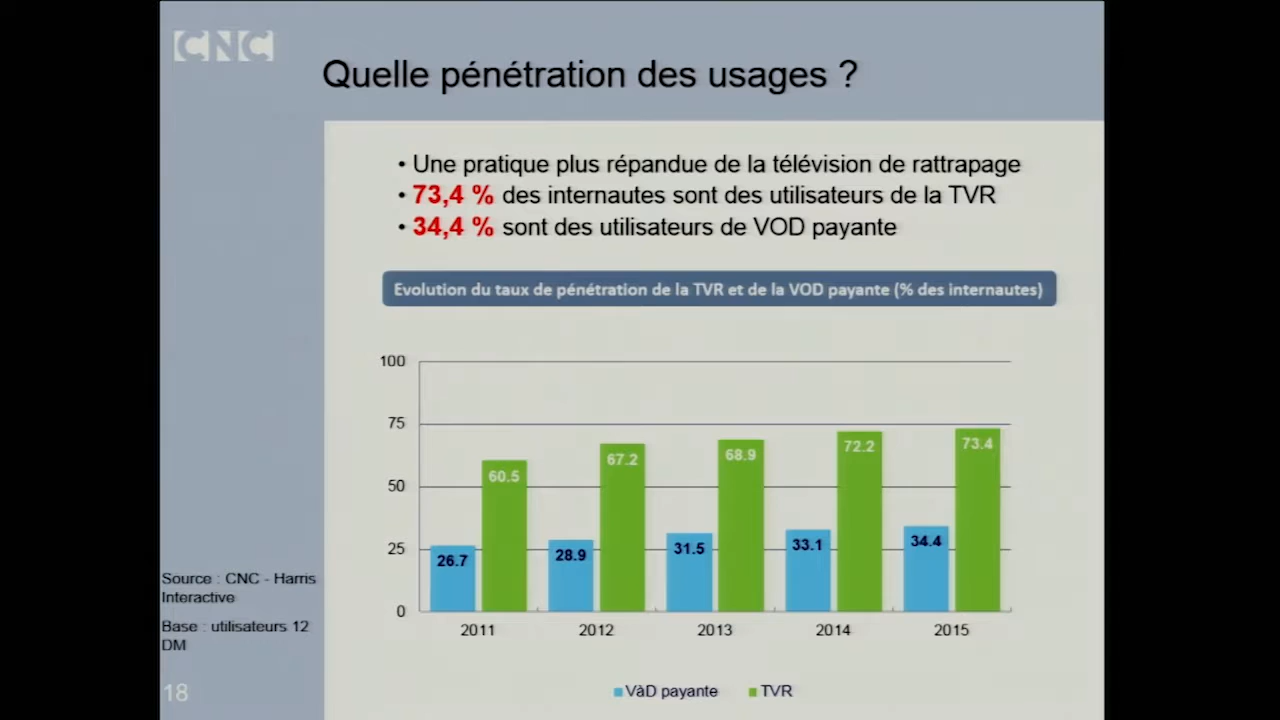 CNC
Quelle pénétration des usages ?
• Une pratique plus répandue de la télévision de rattrapage
• 73,4 % des internautes sont des utilisateurs de la TVR
• 34,4 % sont des utilisateurs de VOD payante
Evolution du taux de pénétration de la TVR et de la VOD payante (% des internautes)
100
75
50
25
0
26.7
60.5
28.9
67.2
31.5
68.9
33.1
72.2
34.4
73.4
2011
2012
2013
2014
2015
VàD payante
TVR
Source : CNC - Harris
Interactive
Base : utilisateurs 12
DM
18